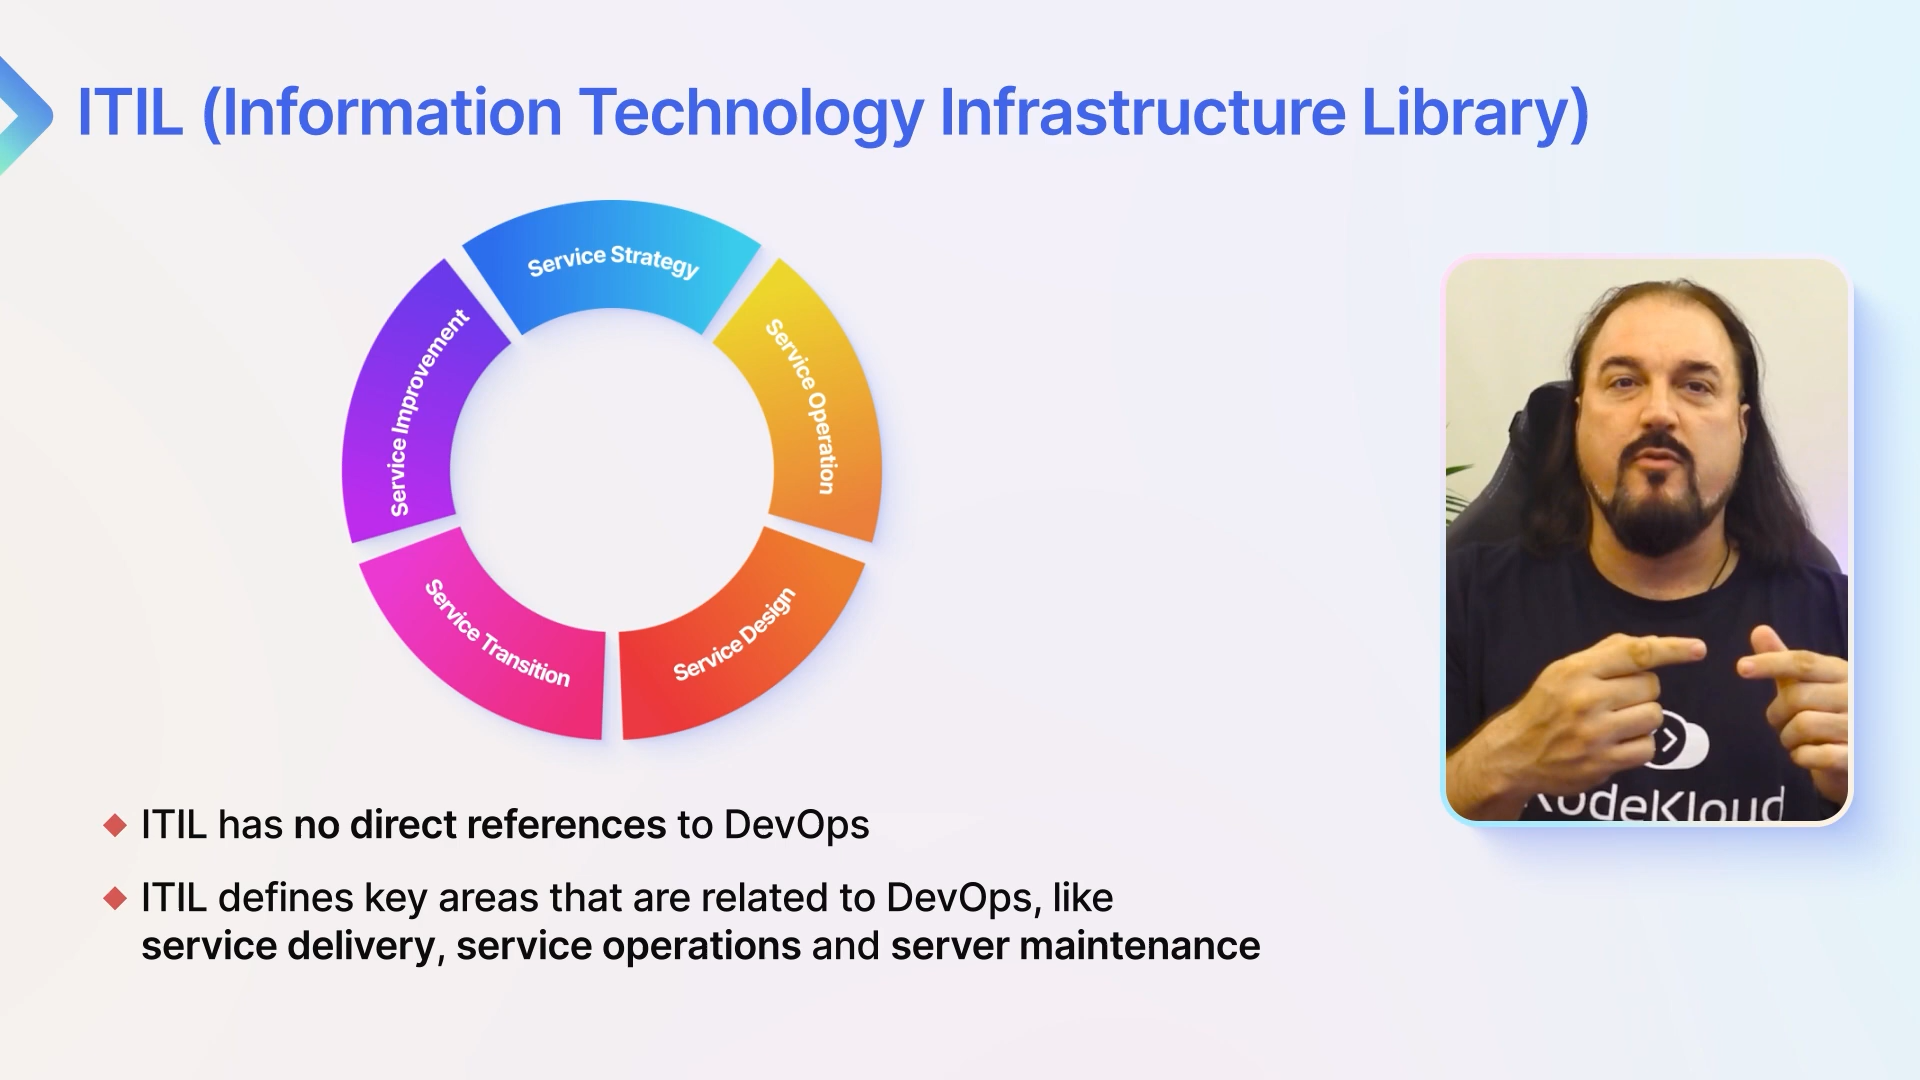 ITIL (Information Technology Infrastructure Library)
Service Strategy
Service Operation
Service Design
Service Transition
Service Improvement
ITIL has no direct references to DevOps
ITIL defines key areas that are related to DevOps, like
service delivery, service operations and server maintenance
KodeKloud